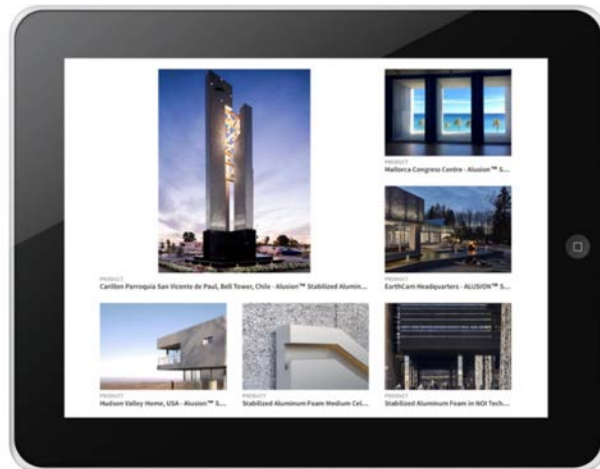 PRODUCT
Carillon Parroquia San Vicente de Paul, Bell Tower, Chile - Alusion™ Stabilized Alumin...
PRODUCT
Mallorca Congress Centre - Alusion™ S...
PRODUCT
EarthCam Headquarters - ALUSION™ S...
PRODUCT
Hudson Valley Home, USA - Alusion™ S...
PRODUCT
Stabilized Aluminum Foam Medium Cel...
PRODUCT
Stabilized Aluminum Foam in NOI Tech...